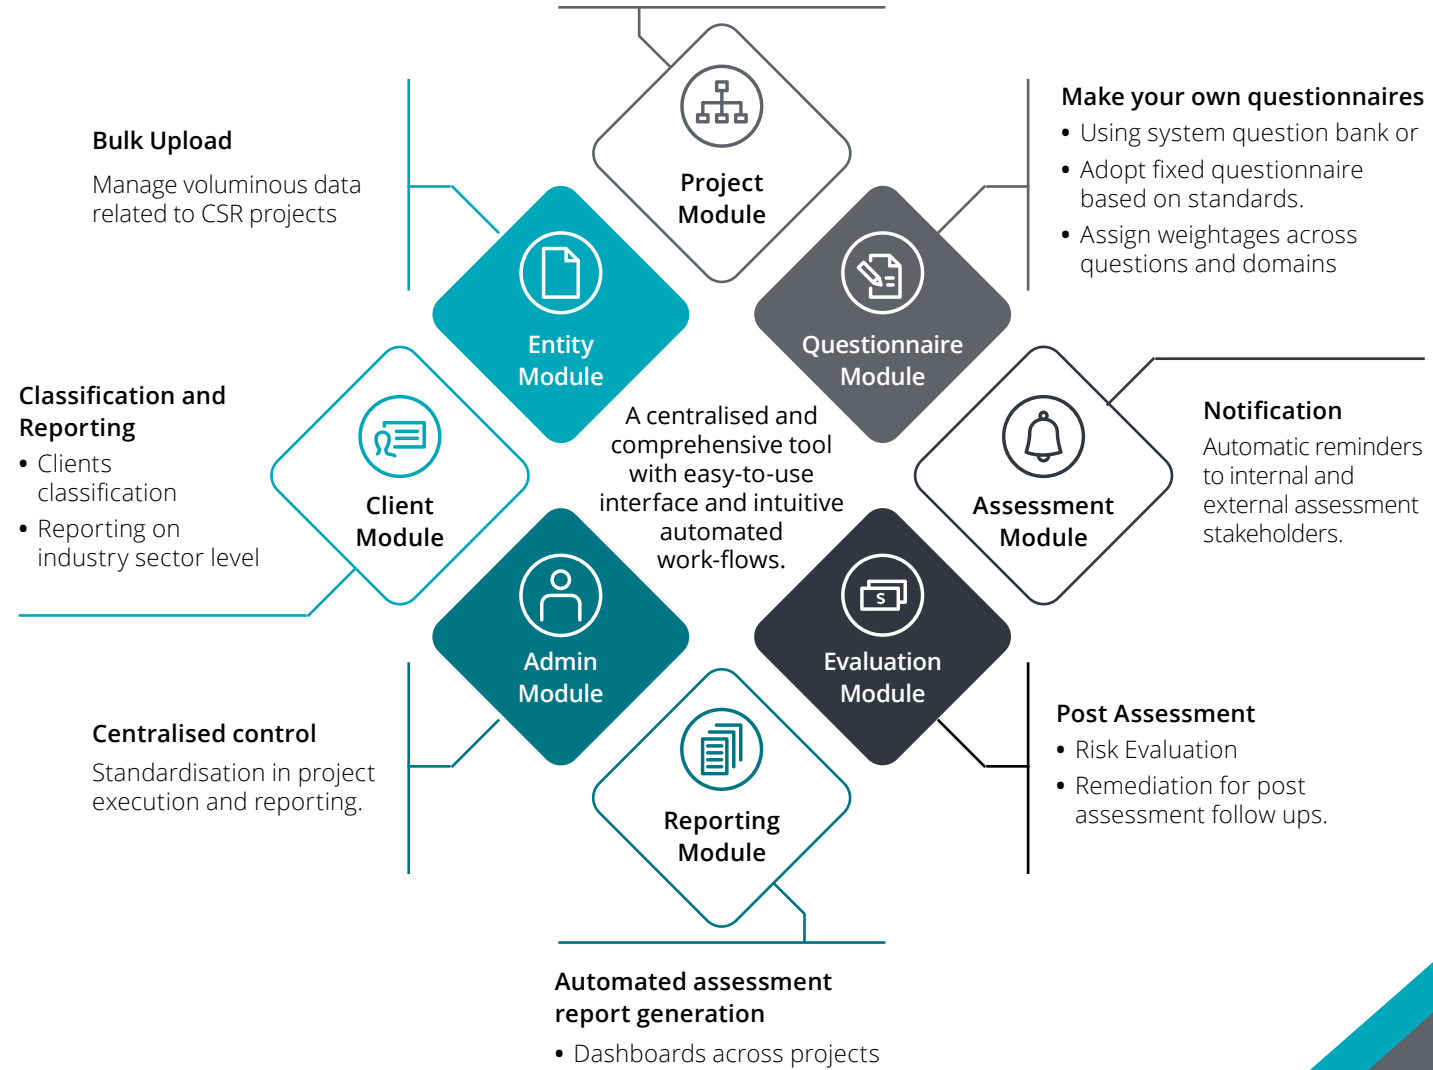 Project
Module
Bulk Upload
Manage voluminous data
related to CSR projects
Entity
Module
Make your own questionnaires
• Using system question bank or
• Adopt fixed questionnaire
based on standards.
• Assign weightages across
questions and domains
Questionnaire
Module
Classification and
Reporting
• Clients
classification
• Reporting on
industry sector level
Client
Module
A centralised and
comprehensive tool
with easy-to-use
interface and intuitive
automated
work-flows.
Assessment
Module
Notification
Automatic reminders
to internal and
external assessment
stakeholders.
Admin
Module
Centralised control
Standardisation in project
execution and reporting.
S
Evaluation
Module
Post Assessment
• Risk Evaluation
• Remediation for post
assessment follow ups.
Reporting
Module
Automated assessment
report generation
• Dashboards across projects